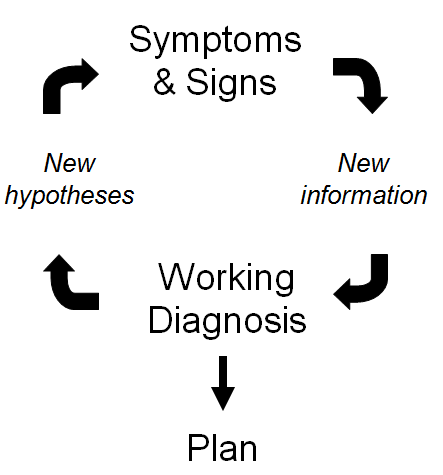 Symptoms
& Signs
New
hypotheses
New
information
Working
Diagnosis
Plan